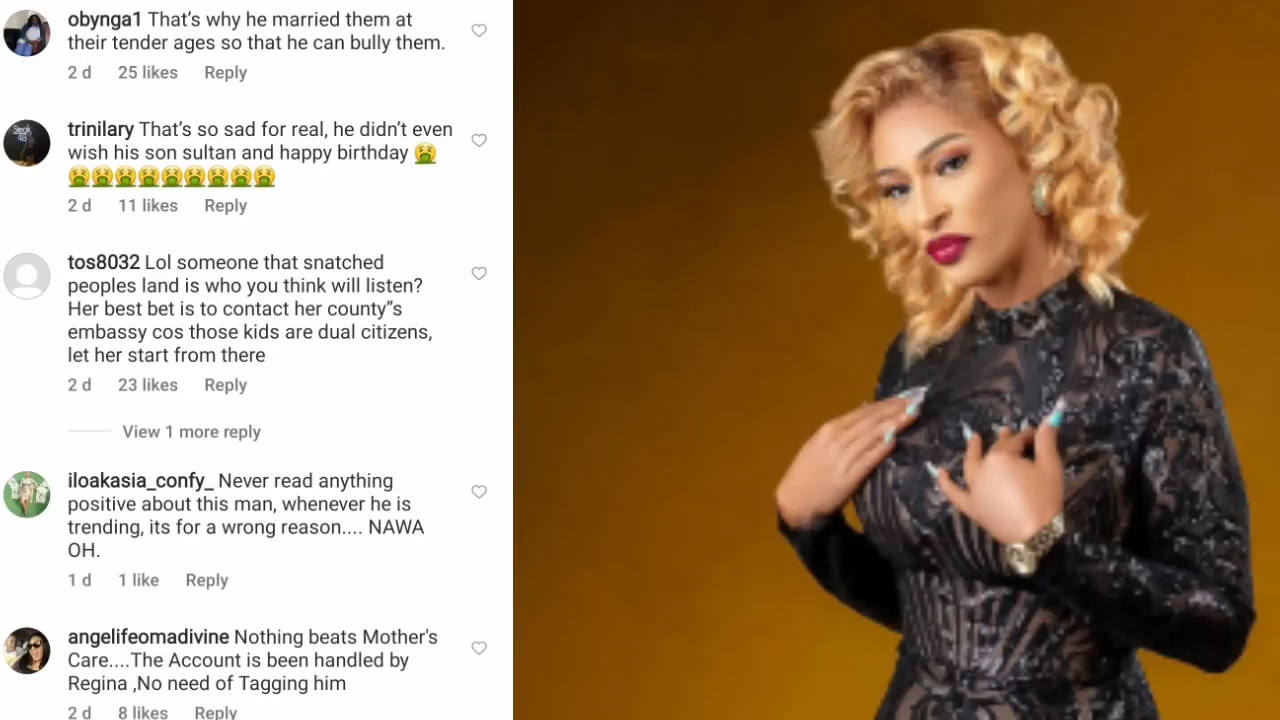 obynga1 That's why he married them at
their tender ages so that he can bully them.
2 d 25 likes Reply
trinilary That's so sad for real, he didn't even
wish his son sultan and happy birthday 🤮
🤮🤮🤮🤮🤮🤮🤮🤮🤮
2 d 11 likes Reply
tos8032 Lol someone that snatched
peoples land is who you think will listen?
Her best bet is to contact her county"s
embassy cos those kids are dual citizens,
let her start from there
2 d 23 likes Reply
View 1 more reply
iloakasia_confy_ Never read anything
positive about this man, whenever he is
trending, its for a wrong reason.... NAWA
OH.
1 d 1 like Reply
angelifeomadivine Nothing beats Mother's
Care....The Account is been handled by
Regina ,No need of Tagging him
2 d 8 likes Reply